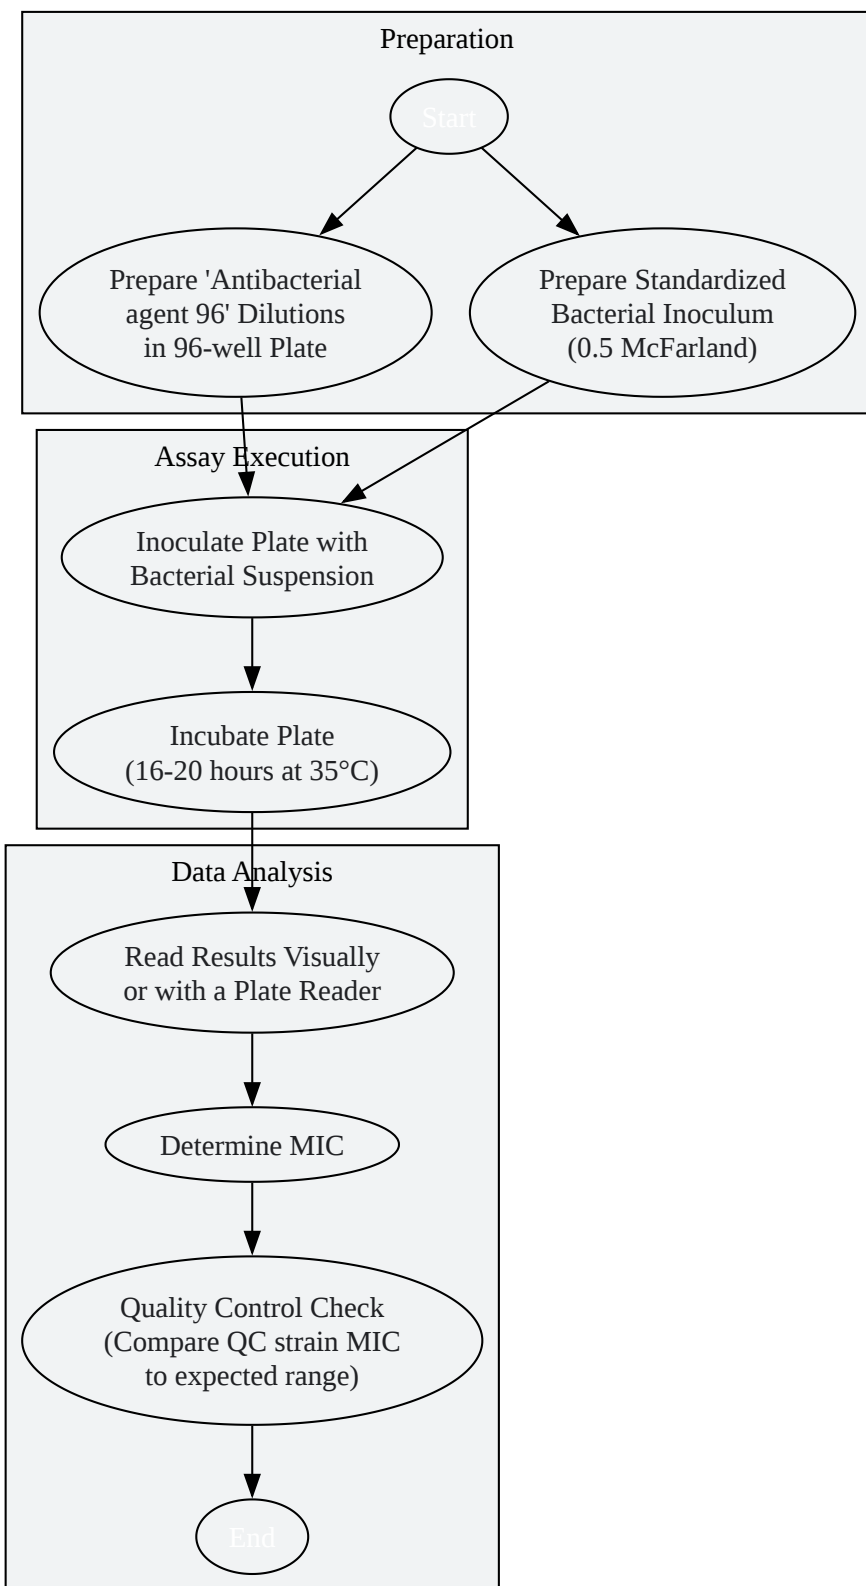 Preparation
Start
Prepare 'Antibacterial
agent 96' Dilutions
in 96-well Plate
Prepare Standardized
Bacterial Inoculum
(0.5 McFarland)
Assay Execution
Inoculate Plate with
Bacterial Suspension
Incubate Plate
(16-20 hours at 35°C)
Data Analysis
Read Results Visually
or with a Plate Reader
Determine MIC
Quality Control Check
(Compare QC strain MIC
to expected range)
End